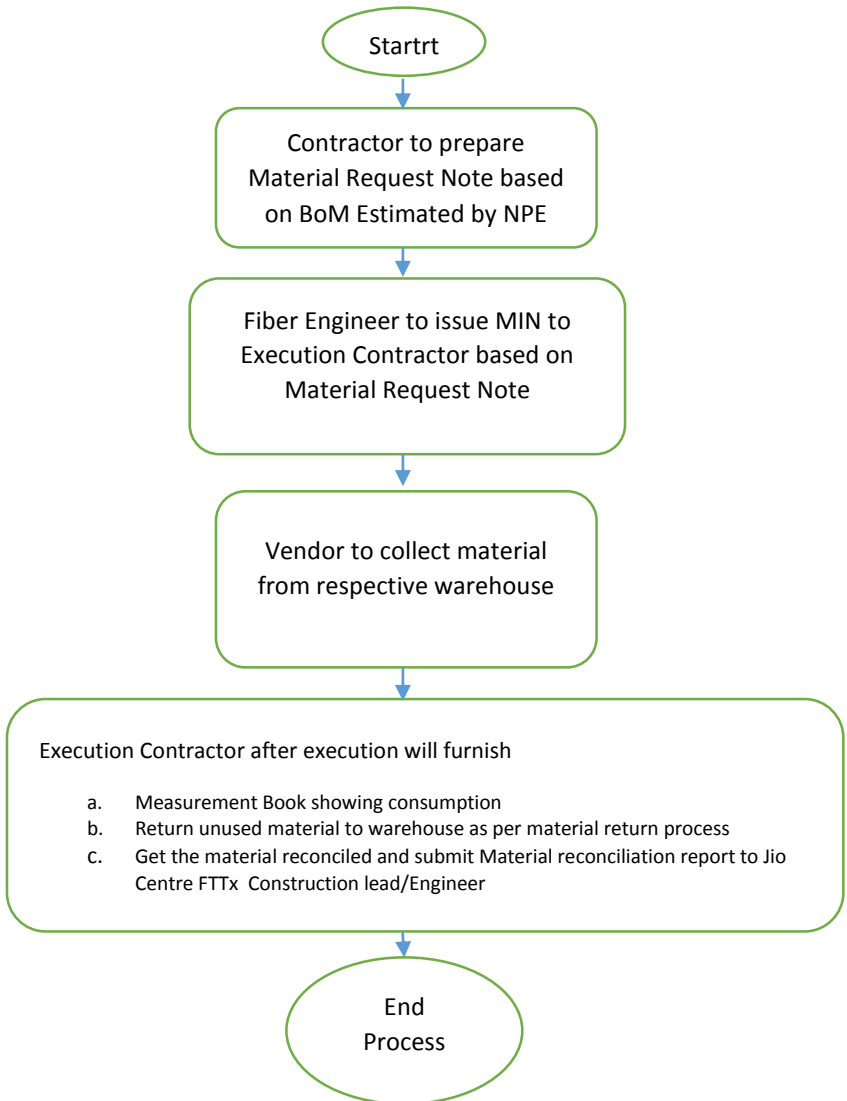 Startrt
Contractor to prepare
Material Request Note based
on BoM Estimated by NPE
Fiber Engineer to issue MIN to
Execution Contractor based on
Material Request Note
Vendor to collect material
from respective warehouse
Execution Contractor after execution will furnish
a. Measurement Book showing consumption
b. Return unused material to warehouse as per material return process
c. Get the material reconciled and submit Material reconciliation report to Jio
Centre FTTx Construction lead/Engineer
End
Process